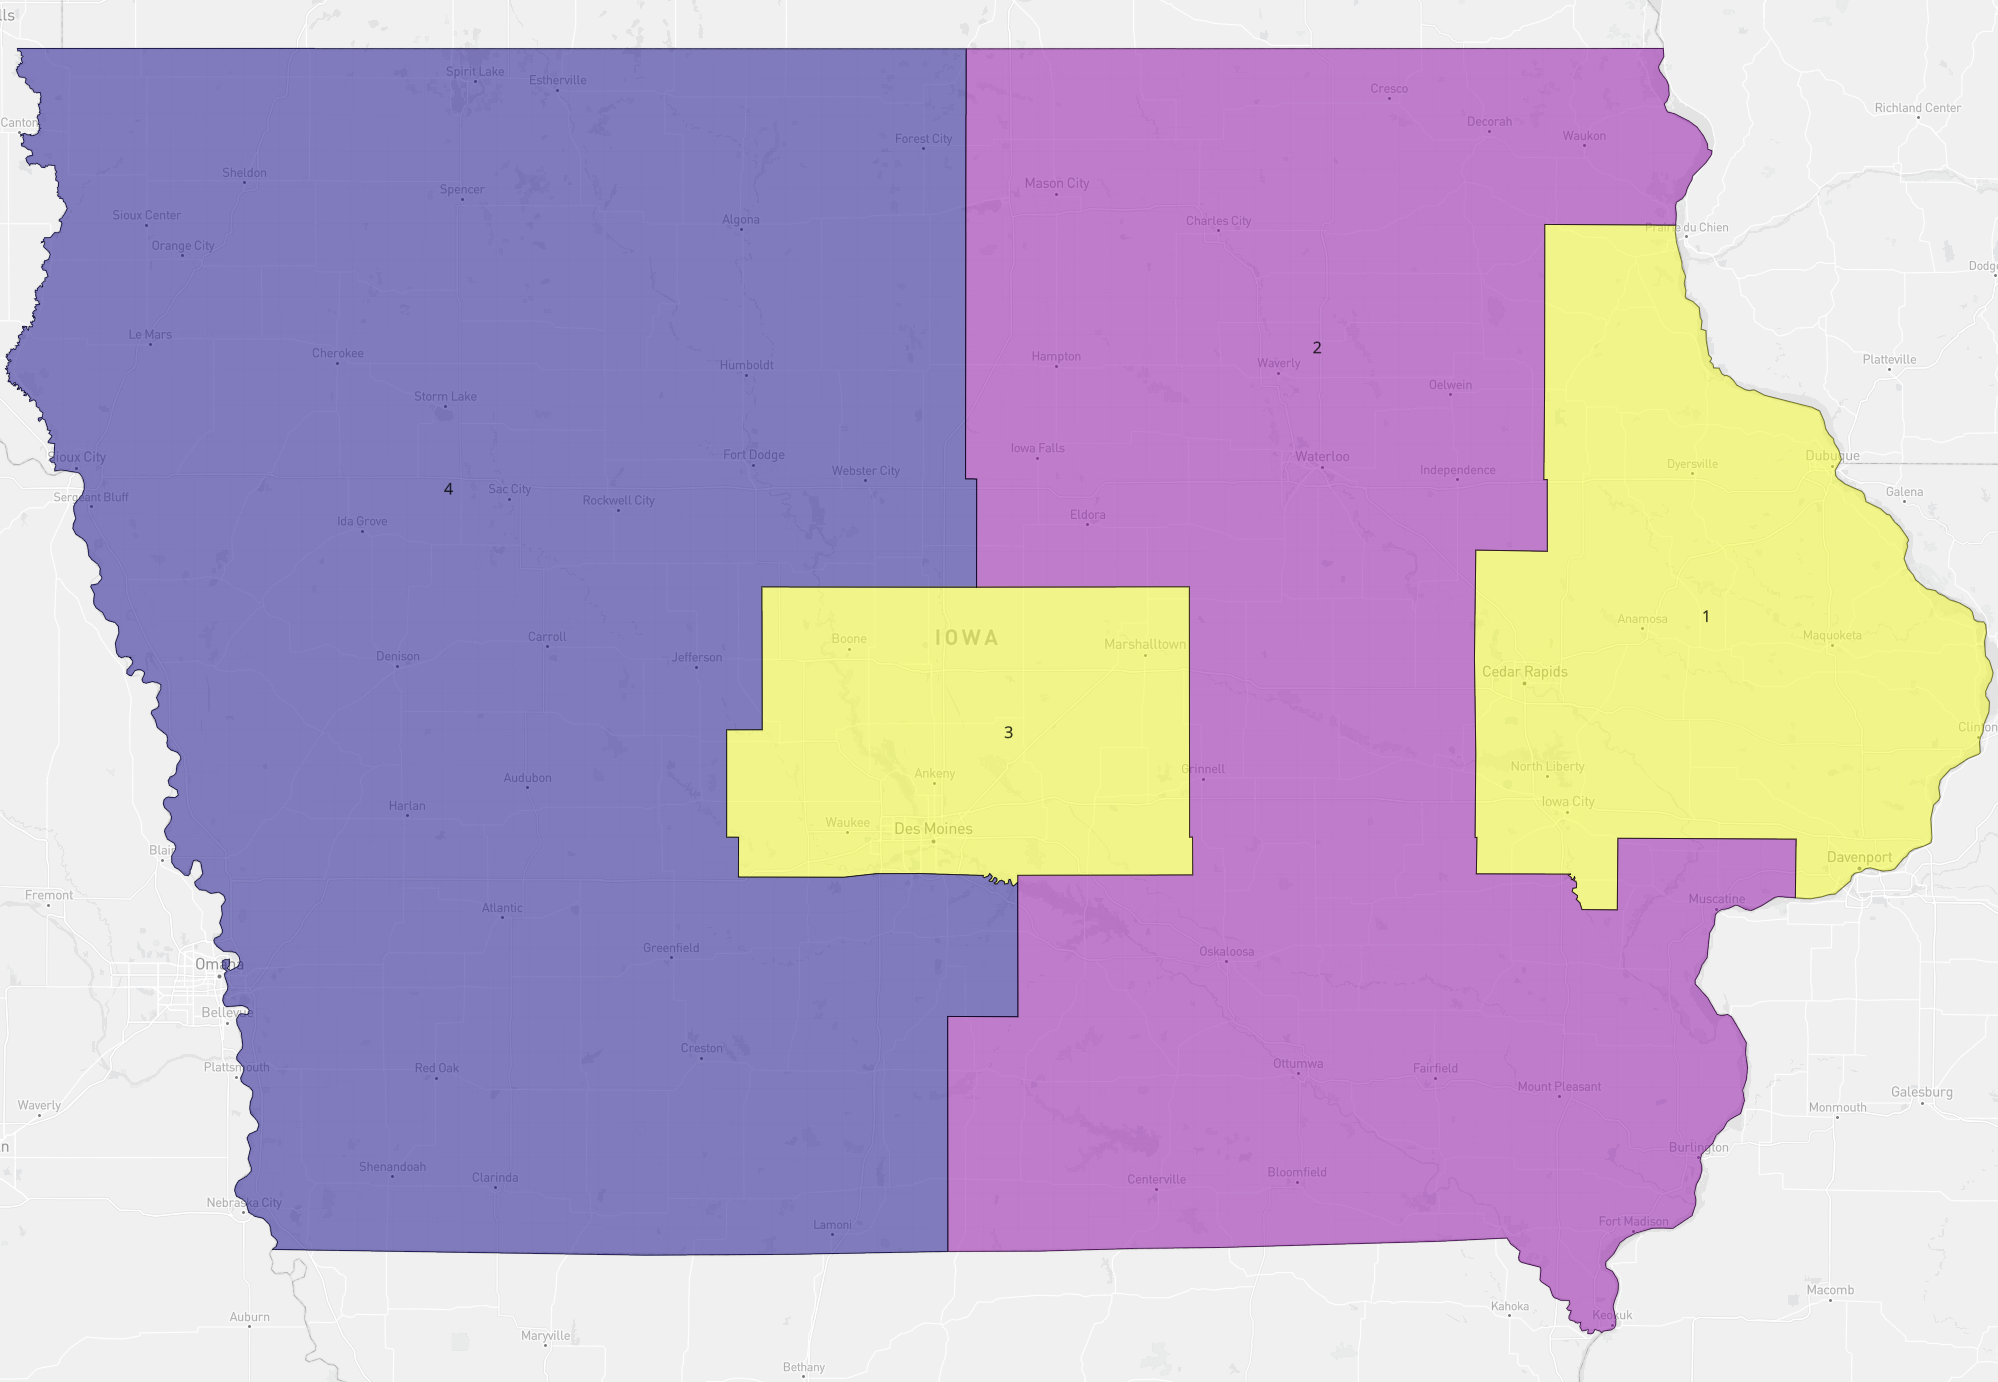 lls
Spirit Lake
Estherville
Cresco
Richland Center
Canton
Decorah
Waukon
Forest City
Sheldon
Spencer
Mason City
Sioux Center
Algona
Charles City
Prairie du Chien
Orange City
Dodg
Le Mars
Cherokee
2
Hampton
Waverly
Platteville
Humboldt
Oelwein
Storm Lake
Iowa Falls
Sioux City
Fort Dodge
Waterloo
Dubuque
Dyersville
Webster City
Independence
4
Sac City
Galena
Sergeant Bluff
Rockwell City
Eldora
Ida Grove
1
Anamosa
Carroll
Boone
IOWA
Marshalltown
Maquoketa
Denison
Jefferson
Cedar Rapids
3
Clinton
Grinnell
North Liberty
Ankeny
Audubon
Harlan
Iowa City
Waukee
Des Moines
Blair
Davenport
Fremont
Muscatine
Atlantic
Greenfield
Oskaloosa
Omaha
Bellevue
Creston
Plattsmouth
Red Oak
Ottumwa
Fairfield
Mount Pleasant
Galesburg
Waverly
Monmouth
n
Burlington
Shenandoah
Clarinda
Centerville
Bloomfield
Nebraska City
Lamoni
Fort Madison
Macomb
Kahoka
Keokuk
Auburn
Maryville
Bethany